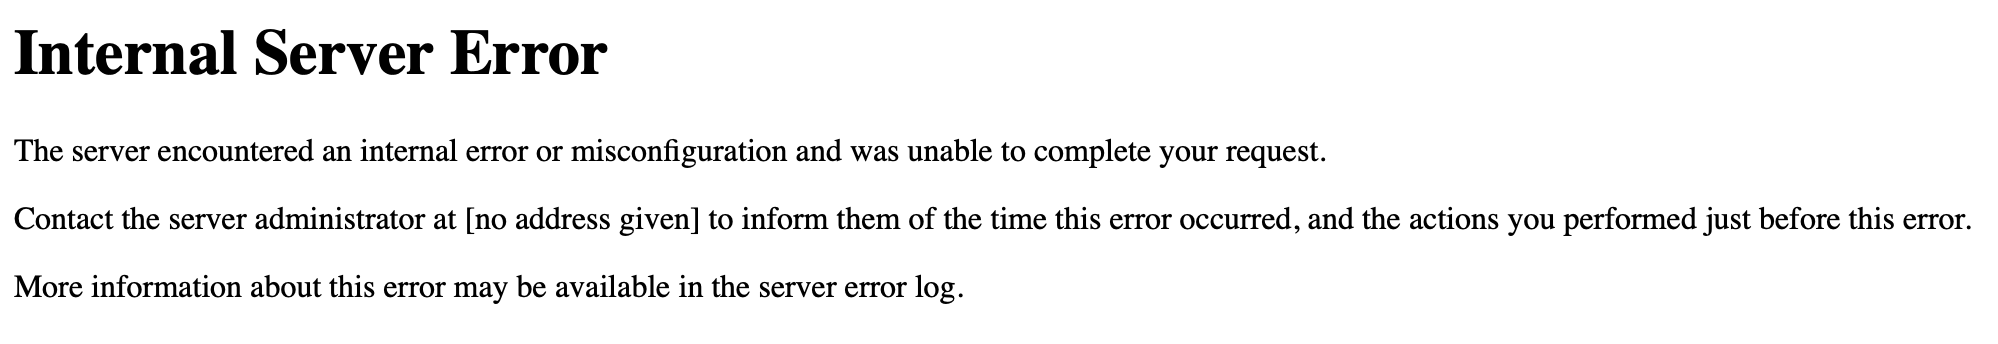 Internal Server Error
The server encountered an internal error or misconfiguration and was unable to complete your request.
Contact the server administrator at [no address given] to inform them of the time this error occurred, and the actions you performed just before this error.
More information about this error may be available in the server error log.